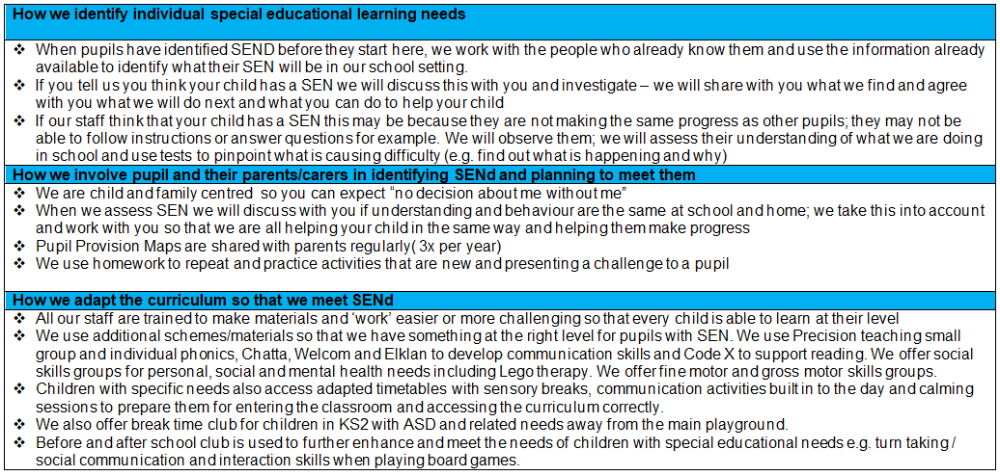 How we identify individual special educational learning needs
❖ When pupils have identified SEND before they start here, we work with the people who already know them and use the information already
available to identify what their SEN will be in our school setting.
❖ If you tell us you think your child has a SEN we will discuss this with you and investigate – we will share with you what we find and agree
with you what we will do next and what you can do to help your child
❖ If our staff think that your child has a SEN this may be because they are not making the same progress as other pupils; they may not be
able to follow instructions or answer questions for example. We will observe them; we will assess their understanding of what we are doing
in school and use tests to pinpoint what is causing difficulty (e.g. find out what is happening and why)
How we involve pupil and their parents/carers in identifying SENd and planning to meet them
❖ We are child and family centred so you can expect “no decision about me without me”
❖ When we assess SEN we will discuss with you if understanding and behaviour are the same at school and home; we take this into account
and work with you so that we are all helping your child in the same way and helping them make progress
❖ Pupil Provision Maps are shared with parents regularly( 3x per year)
❖ We use homework to repeat and practice activities that are new and presenting a challenge to a pupil
How we adapt the curriculum so that we meet SENd
❖ All our staff are trained to make materials and ‘work’ easier or more challenging so that every child is able to learn at their level
❖ We use additional schemes/materials so that we have something at the right level for pupils with SEN. We use Precision teaching small
group and individual phonics, Chatta, Welcom and Elklan to develop communication skills and Code X to support reading. We offer social
skills groups for personal, social and mental health needs including Lego therapy. We offer fine motor and gross motor skills groups.
❖ Children with specific needs also access adapted timetables with sensory breaks, communication activities built in to the day and calming
sessions to prepare them for entering the classroom and accessing the curriculum correctly.
❖ We also offer break time club for children in KS2 with ASD and related needs away from the main playground.
❖ Before and after school club is used to further enhance and meet the needs of children with special educational needs e.g. turn taking /
social communication and interaction skills when playing board games.